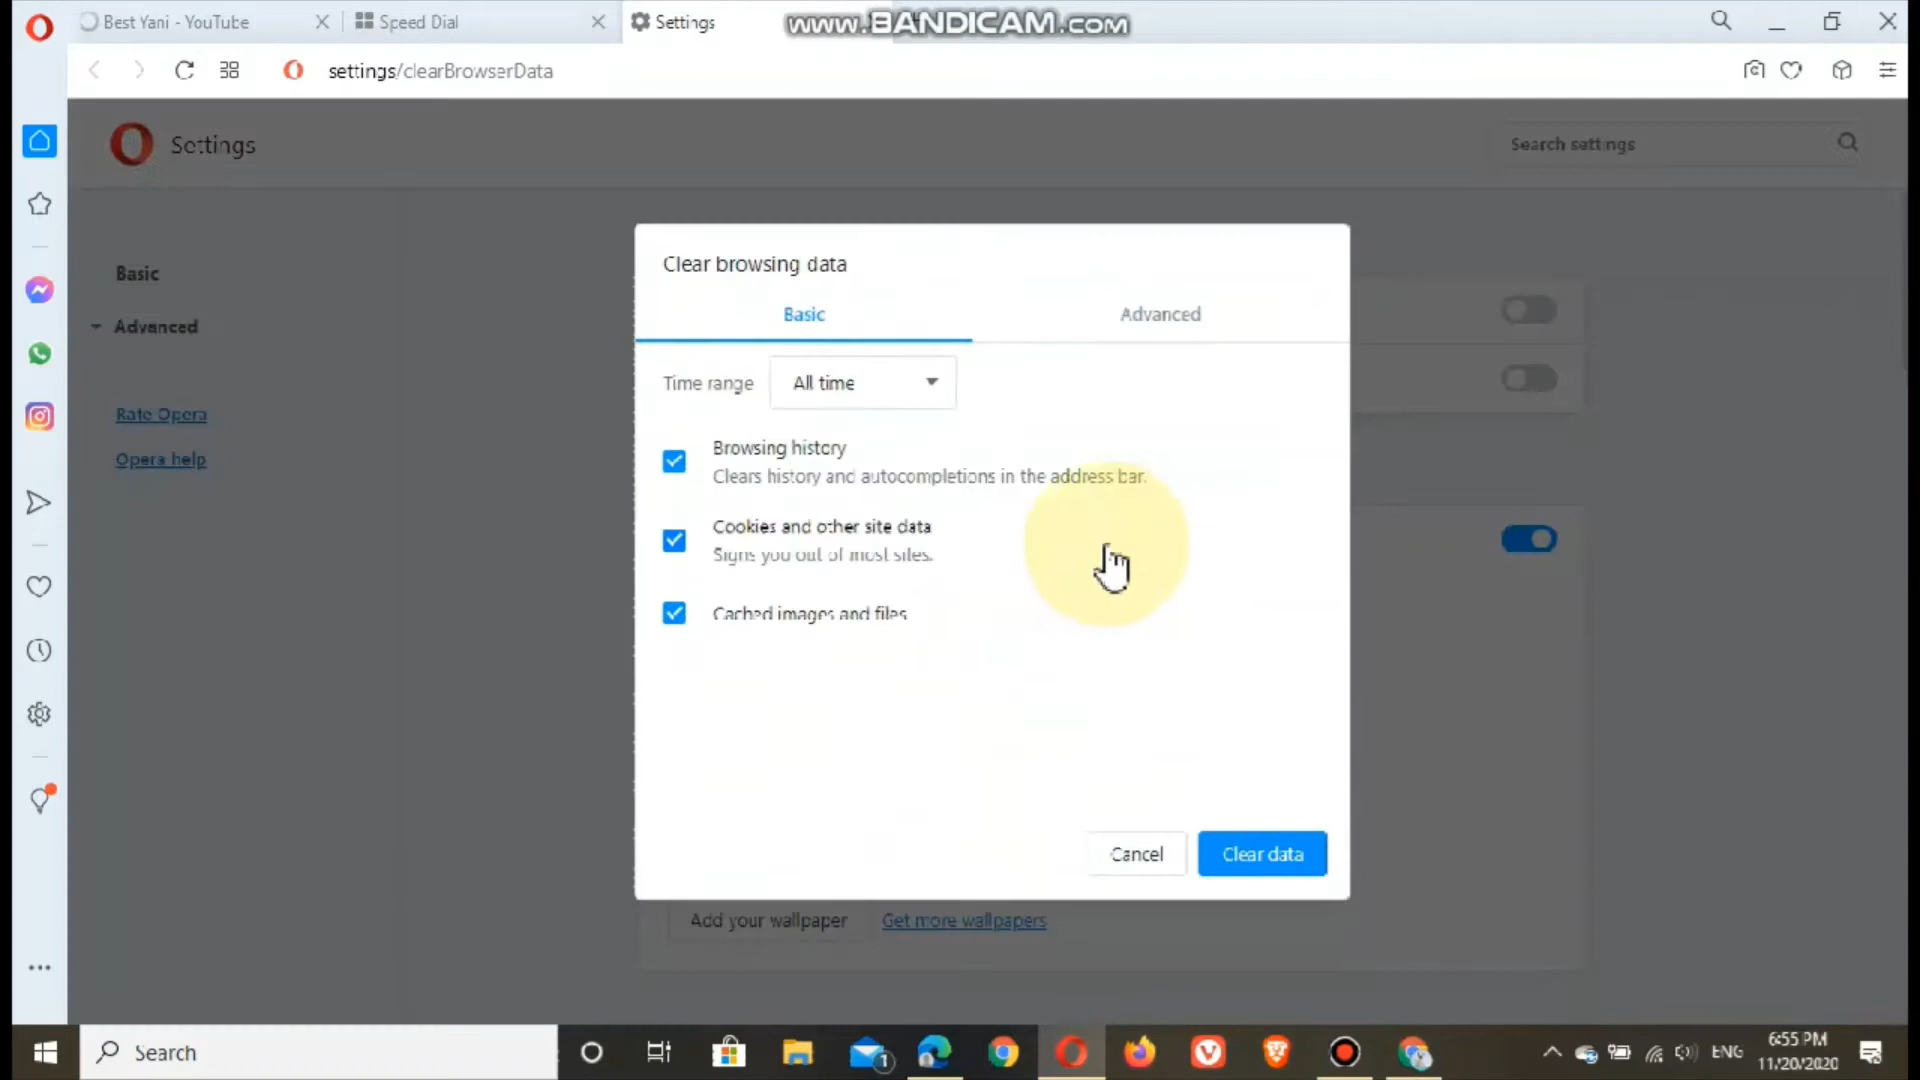 Best Yani - YouTube
Speed Dial
Settings
www.BANDICAM.com
settings/clearBrowserData
Settings
Search settings
Basic
Advanced
Rate Opera
Opera help
Clear browsing data
Basic
Advanced
Time range
All time
Browsing history
Clears history and autocompletions in the address bar.
Cookies and other site data
Signs you out of most sites.
Cached images and files
Cancel
Clear data
Add your wallpaper
Get more wallpapers
Search
1
ENG
6:55 PM
11/20/2020